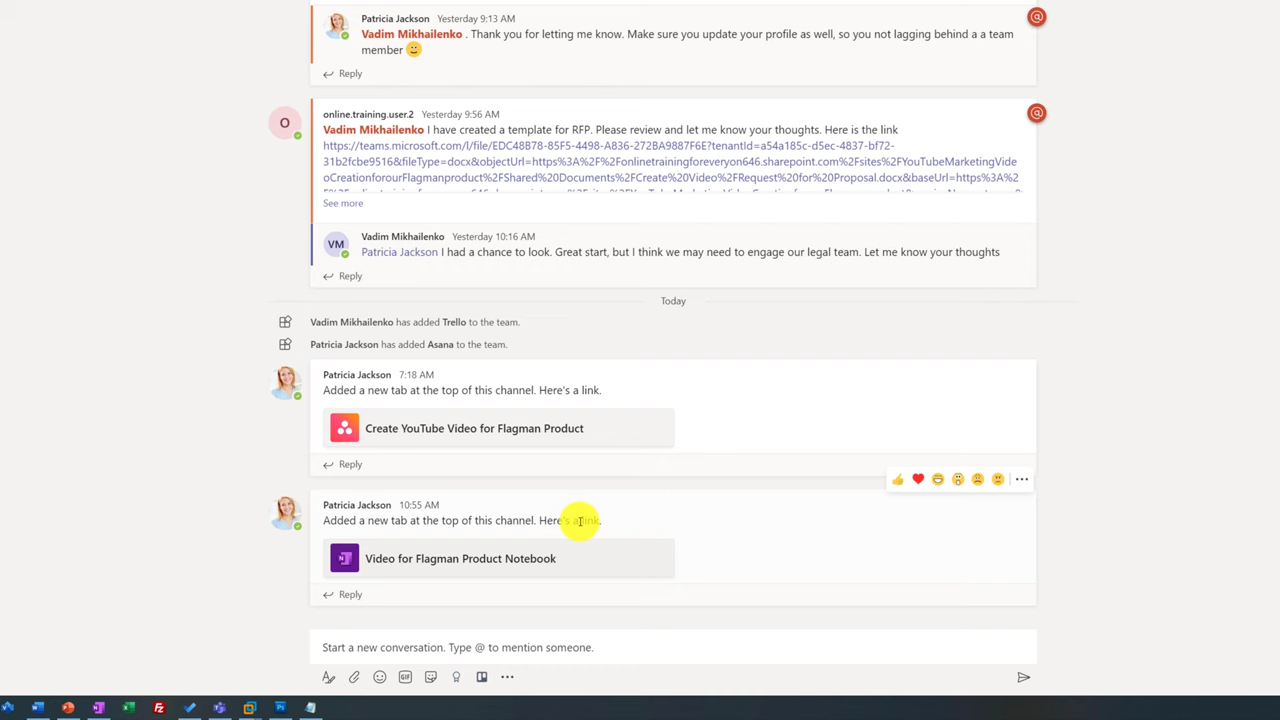 Patricia Jackson Yesterday 9:13 AM
Vadim Mikhailenko . Thank you for letting me know. Make sure you update your profile as well, so you not lagging behind a a team
member
Reply
O
online.training.user.2 Yesterday 9:56 AM
Vadim Mikhailenko I have created a template for RFP. Please review and let me know your thoughts. Here is the link
https://teams.microsoft.com/l/file/EDC48B78-85F5-4498-A836-272BA9887F6E?tenantId=a54a185c-d5ec-4837-bf72-
31b2fcbe9516&fileType=docx&objectUrl=https%3A%2F%2Fonlinetrainingforeveryon646.sharepoint.com%2Fsites%2FYouTubeMarketingVide
oCreationforourFlagmanproduct%2FShared%20Documents%2FCreate%20Video%2FRequest%20for%20Proposal.docx&baseUrl=https%3A%2
See more
VM
Vadim Mikhailenko Yesterday 10:16 AM
Patricia Jackson I had a chance to look. Great start, but I think we may need to engage our legal team. Let me know your thoughts
Reply
Today
Vadim Mikhailenko has added Trello to the team.
Patricia Jackson has added Asana to the team.
Patricia Jackson 7:18 AM
Added a new tab at the top of this channel. Here's a link.
Create YouTube Video for Flagman Product
Reply
Patricia Jackson 10:55 AM
Added a new tab at the top of this channel. Here's a link.
Video for Flagman Product Notebook
Reply
Start a new conversation. Type @ to mention someone.